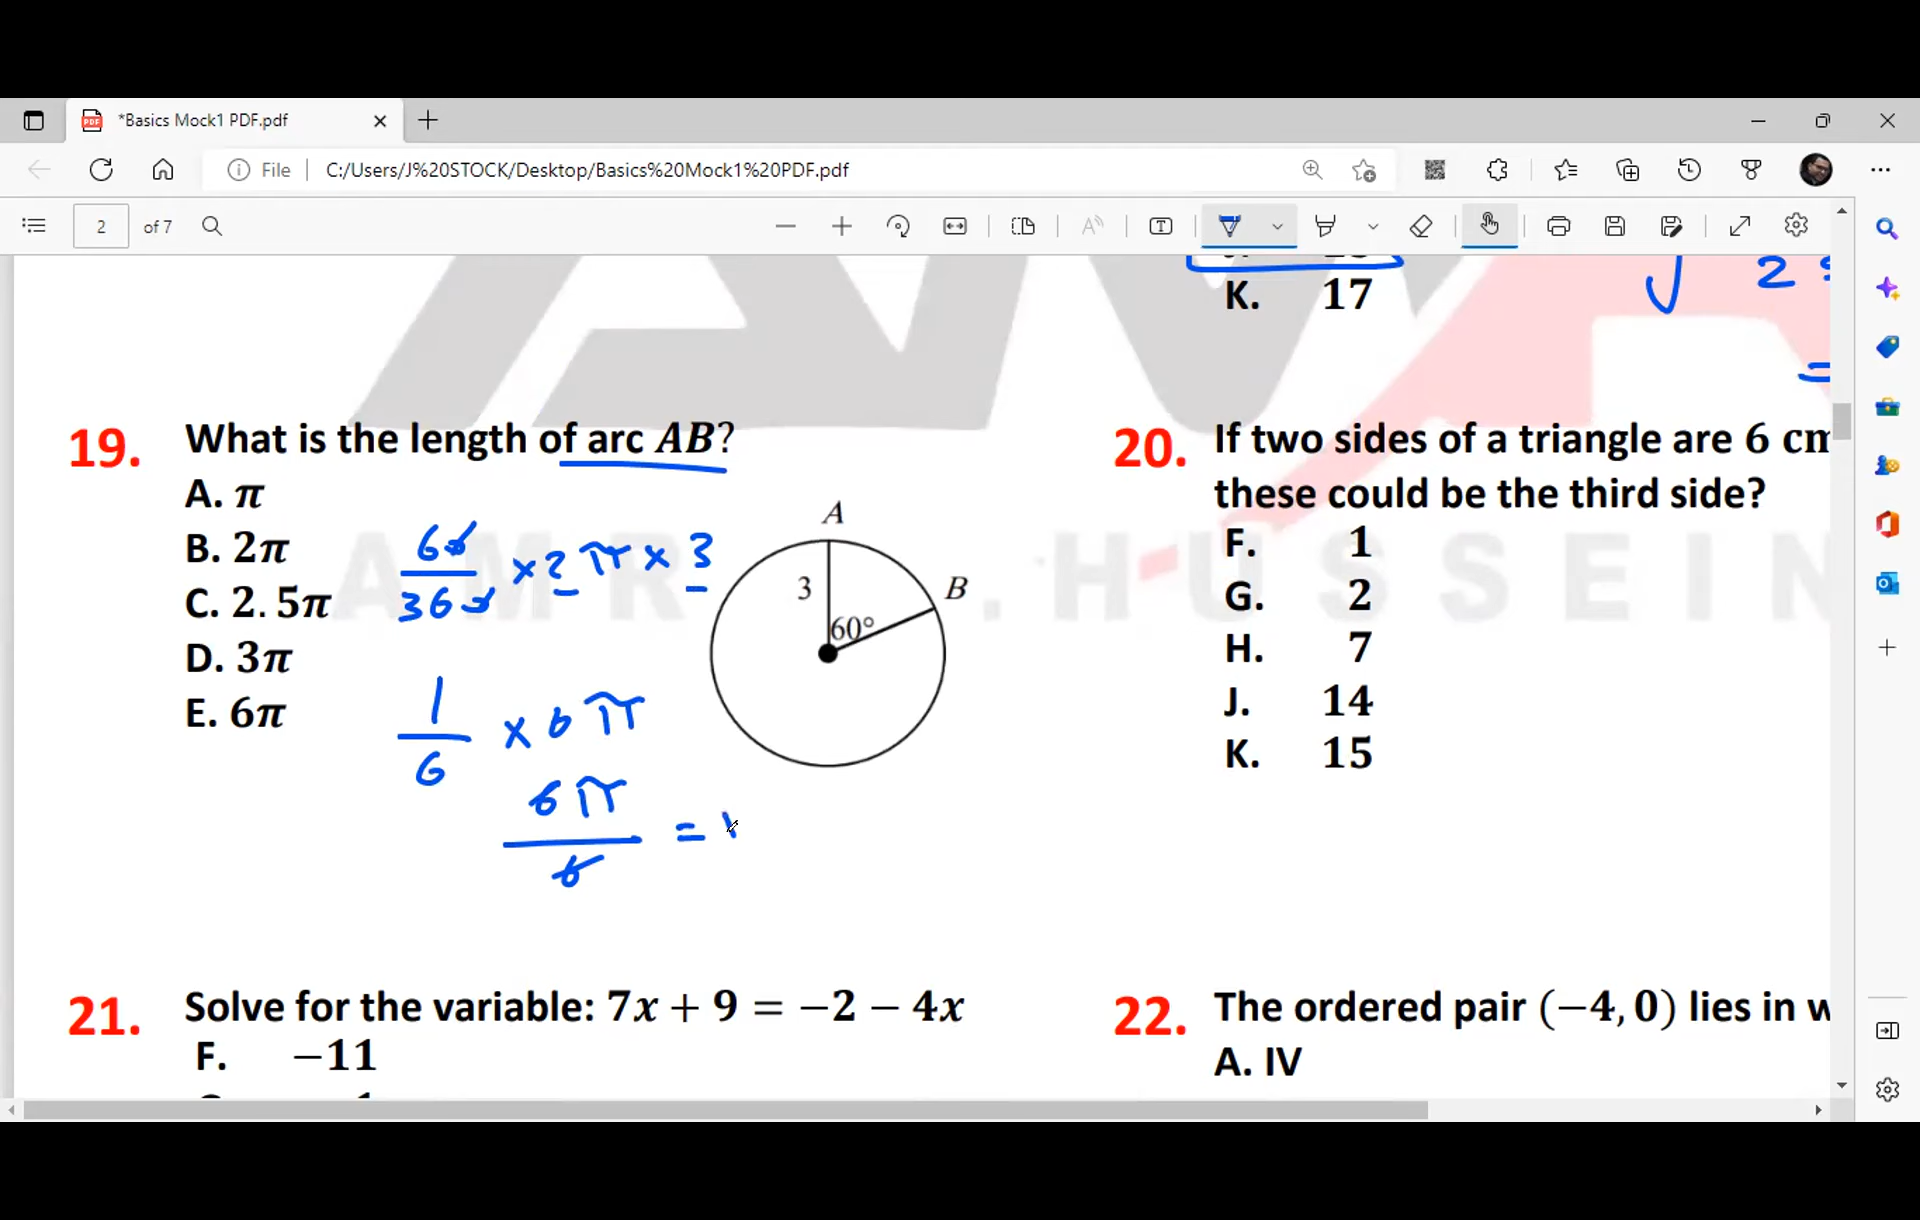 *Basics Mock1 PDF.pdf
File
C:/Users/J%20STOCK/Desktop/Basics%20Mock1%20PDF.pdf
2 of 7
K. 17
2
=
19. What is the length of arc AB?
A. π
B. 2π
C. 2.5π
D. 3π
E. 6π
60/360 × 2π × 3
1/6 × 6π
6π/6 =
A
B
3
60°
20. If two sides of a triangle are 6 cm
these could be the third side?
F. 1
G. 2
H. 7
J. 14
K. 15
AMR . HUSSEIN
21. Solve for the variable: 7x + 9 = −2 − 4x
F. −11
22. The ordered pair (−4, 0) lies in
A. IV